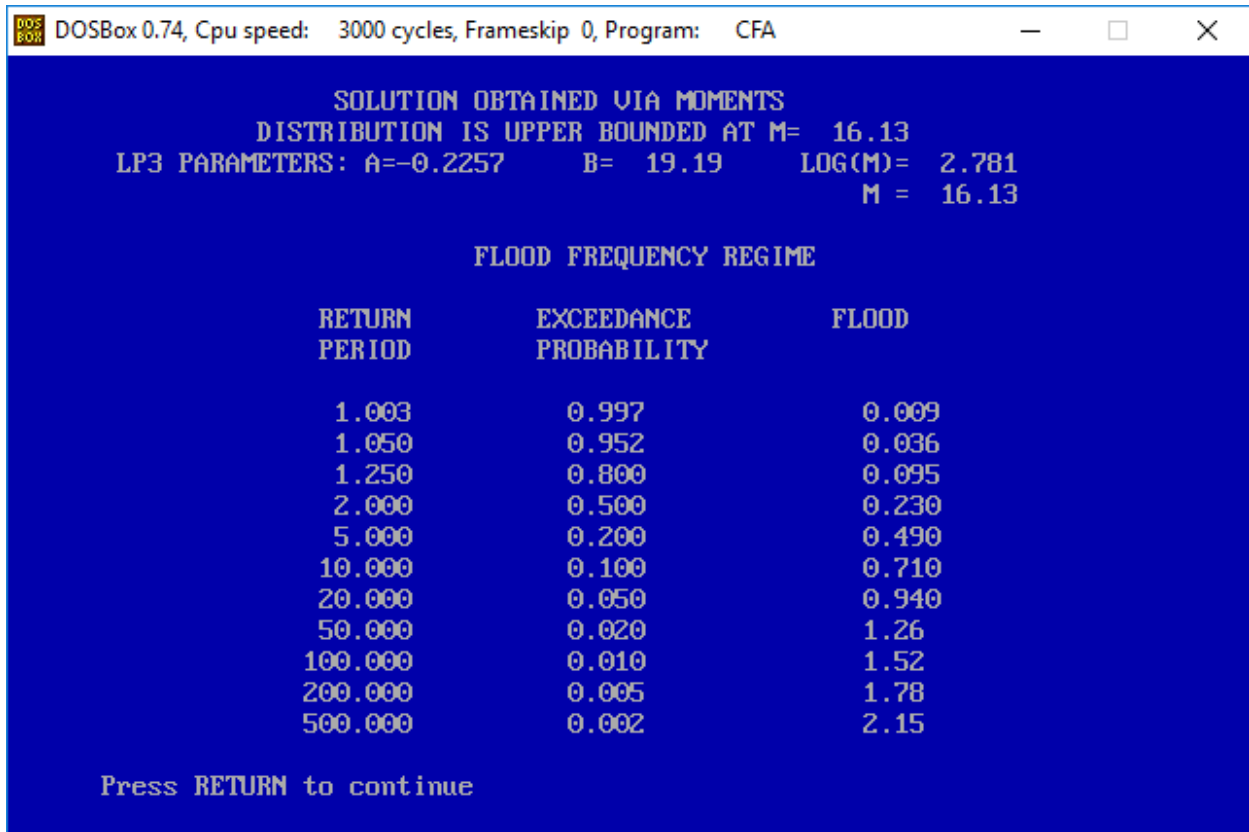 DOS BOX DOSBox 0.74, Cpu speed: 3000 cycles, Frameskip 0, Program: CFA
SOLUTION OBTAINED VIA MOMENTS
DISTRIBUTION IS UPPER BOUNDED AT M= 16.13
LP3 PARAMETERS: A=-0.2257 B= 19.19 LOG(M)= 2.781
M = 16.13
FLOOD FREQUENCY REGIME
RETURN EXCEEDANCE FLOOD
PERIOD PROBABILITY
1.003 0.997 0.009
1.050 0.952 0.036
1.250 0.800 0.095
2.000 0.500 0.230
5.000 0.200 0.490
10.000 0.100 0.710
20.000 0.050 0.940
50.000 0.020 1.26
100.000 0.010 1.52
200.000 0.005 1.78
500.000 0.002 2.15
Press RETURN to continue